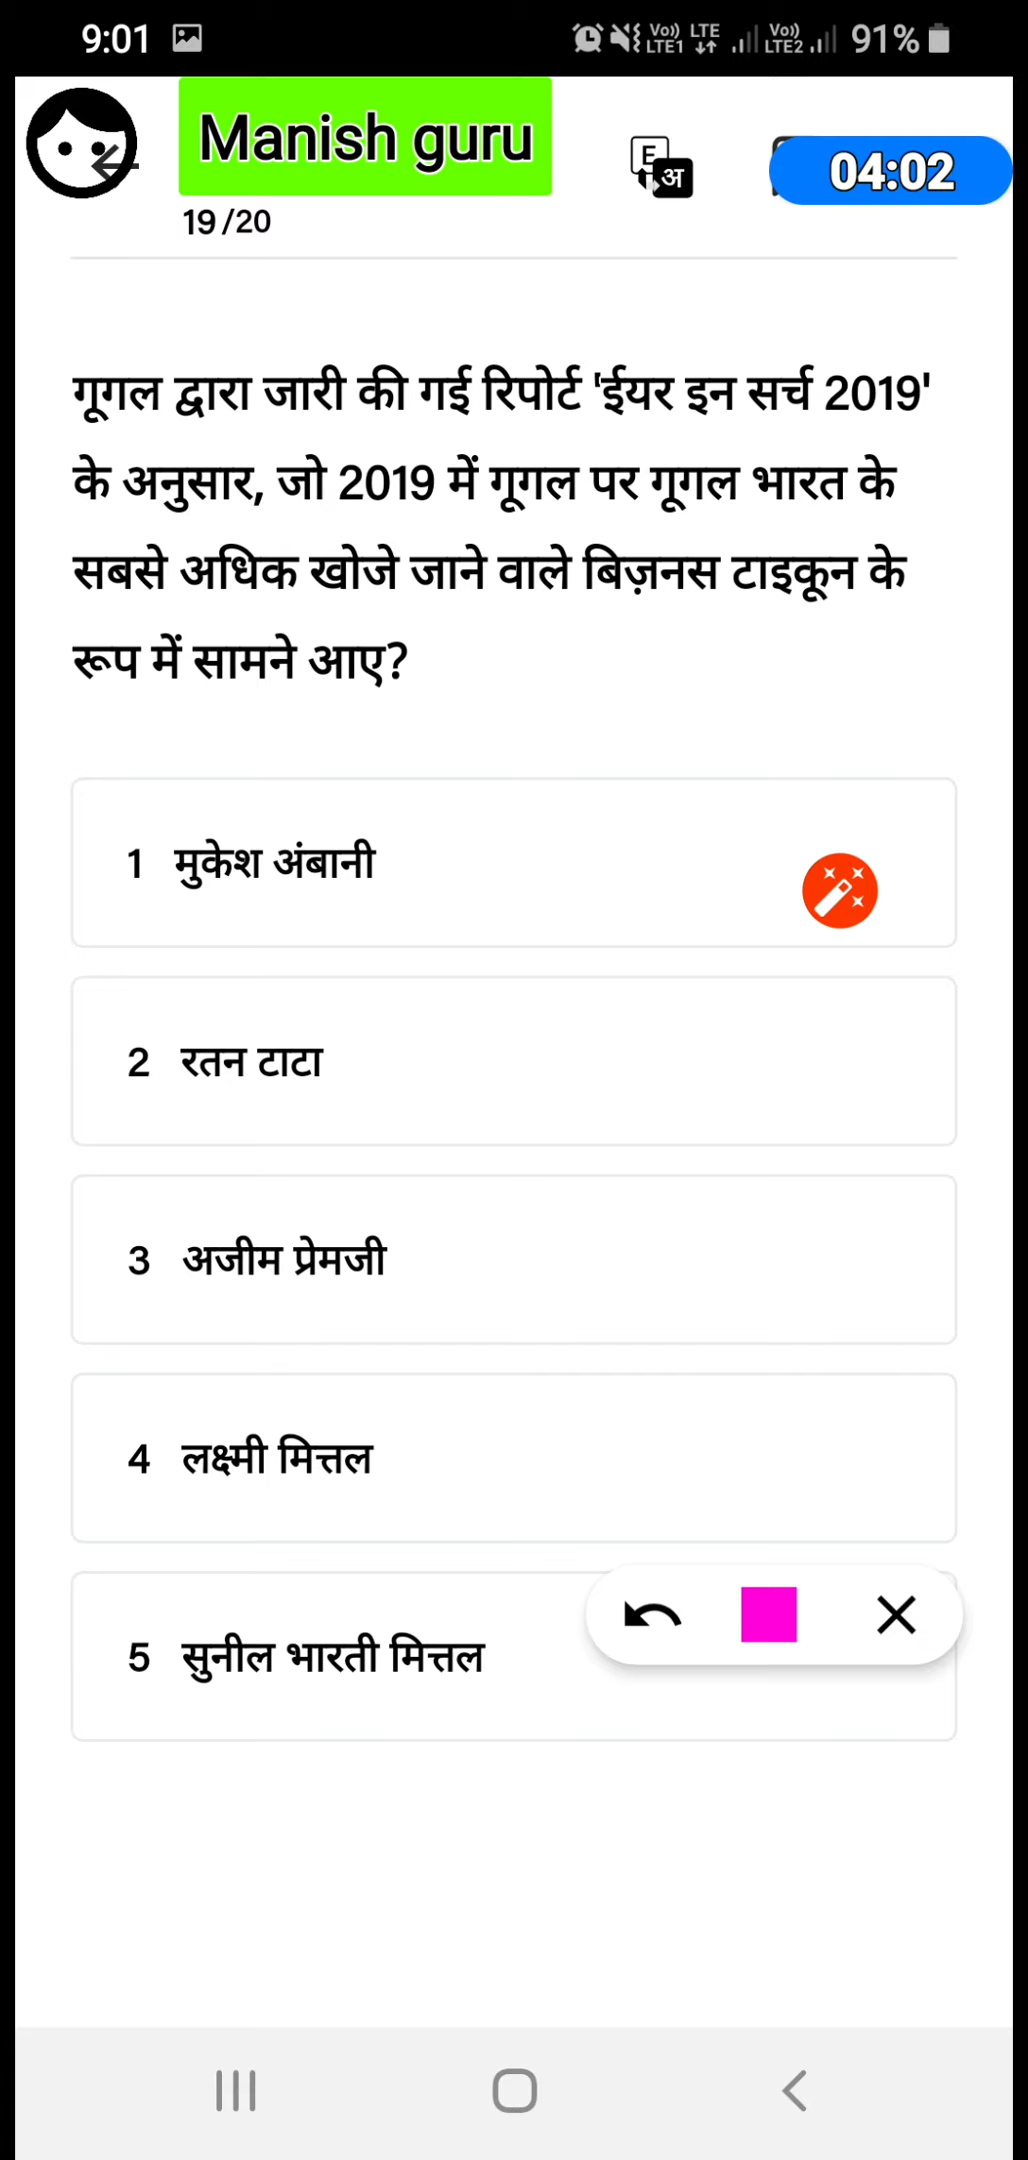 9:01 Vo)) LTE1 LTE Vo)) LTE2 91%
Manish guru
E अ
04:02
19/20
गूगल द्वारा जारी की गई रिपोर्ट 'ईयर इन सर्च 2019'
के अनुसार, जो 2019 में गूगल पर गूगल भारत के
सबसे अधिक खोजे जाने वाले बिज़नस टाइकून के
रूप में सामने आए?
1 मुकेश अंबानी
2 रतन टाटा
3 अजीम प्रेमजी
4 लक्ष्मी मित्तल
5 सुनील भारती मित्तल